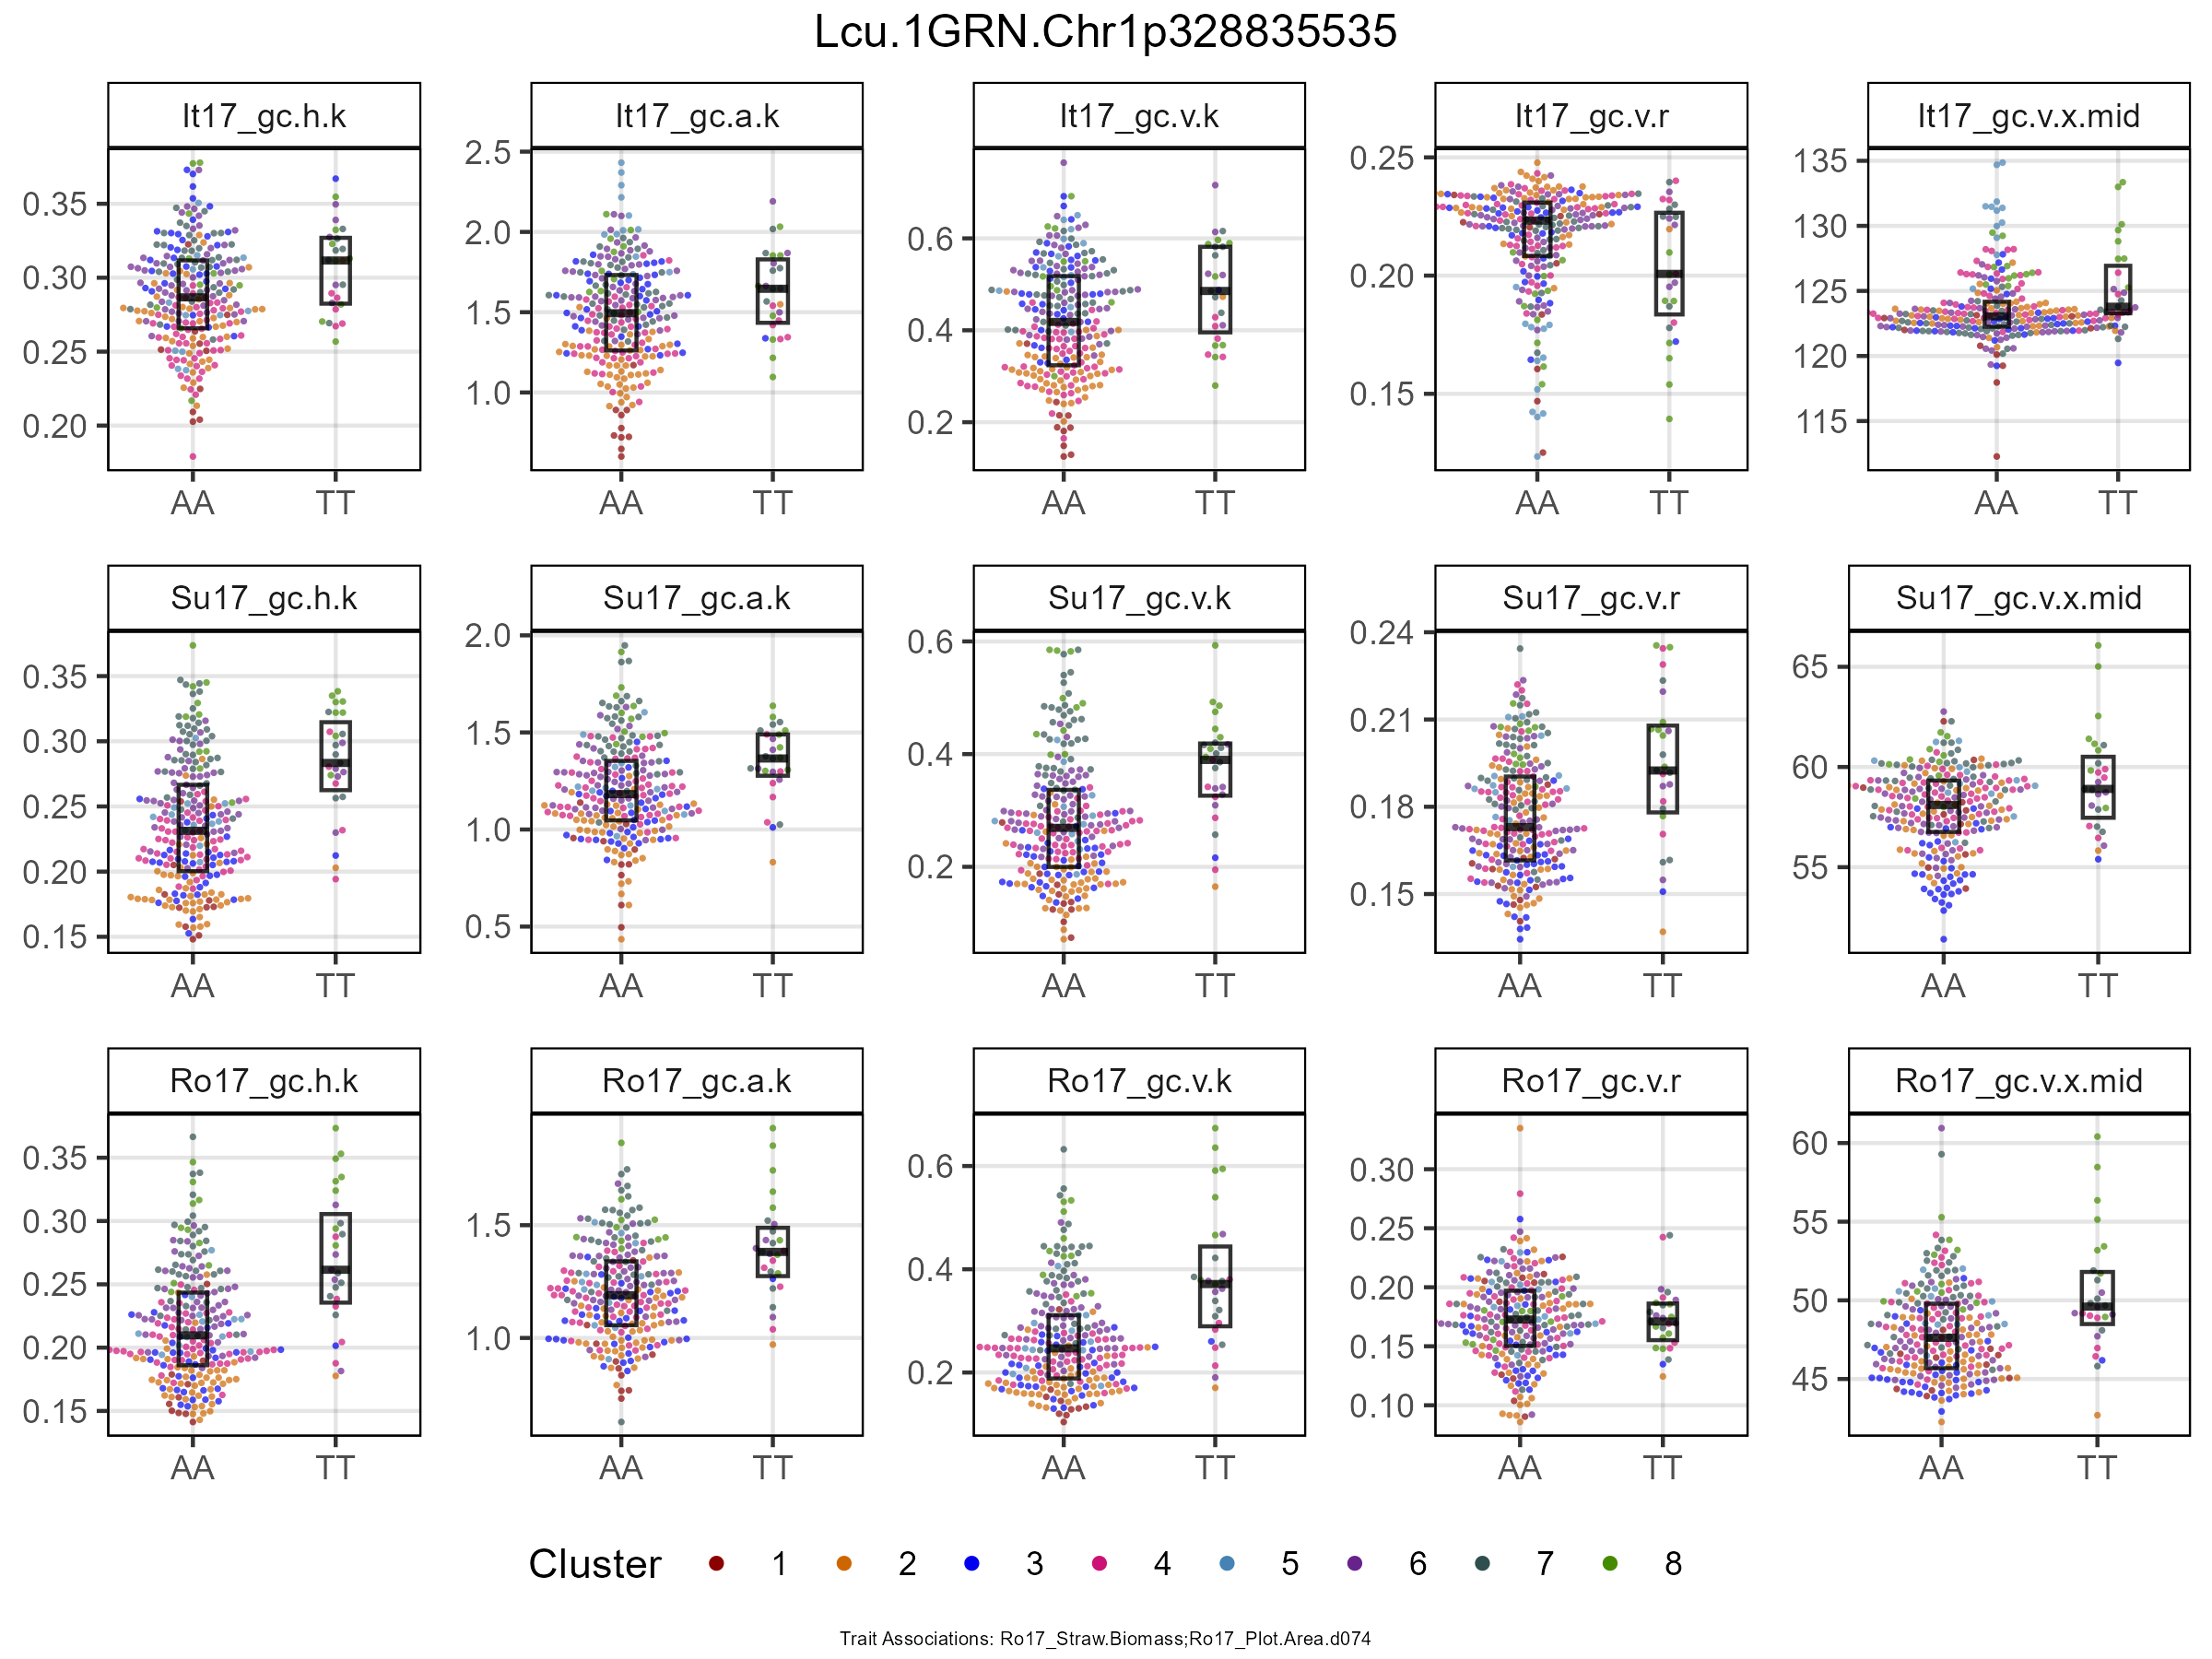 Lcu.1GRN.Chr1p328835535
It17_gc.h.k It17_gc.a.k It17_gc.v.k It17_gc.v.r It17_gc.v.x.mid
0.35 0.30 0.25 0.20
2.5 2.0 1.5 1.0
0.6 0.4 0.2
0.25 0.20 0.15
135 130 125 120 115
AA TT AA TT AA TT AA TT AA TT
Su17_gc.h.k Su17_gc.a.k Su17_gc.v.k Su17_gc.v.r Su17_gc.v.x.mid
0.35 0.30 0.25 0.20 0.15
2.0 1.5 1.0 0.5
0.6 0.4 0.2
0.24 0.21 0.18 0.15
65 60 55
AA TT AA TT AA TT AA TT AA TT
Ro17_gc.h.k Ro17_gc.a.k Ro17_gc.v.k Ro17_gc.v.r Ro17_gc.v.x.mid
0.35 0.30 0.25 0.20 0.15
1.5 1.0
0.6 0.4 0.2
0.30 0.25 0.20 0.15 0.10
60 55 50 45
AA TT AA TT AA TT AA TT AA TT
Cluster 1 2 3 4 5 6 7 8
Trait Associations: Ro17_Straw.Biomass;Ro17_Plot.Area.d074